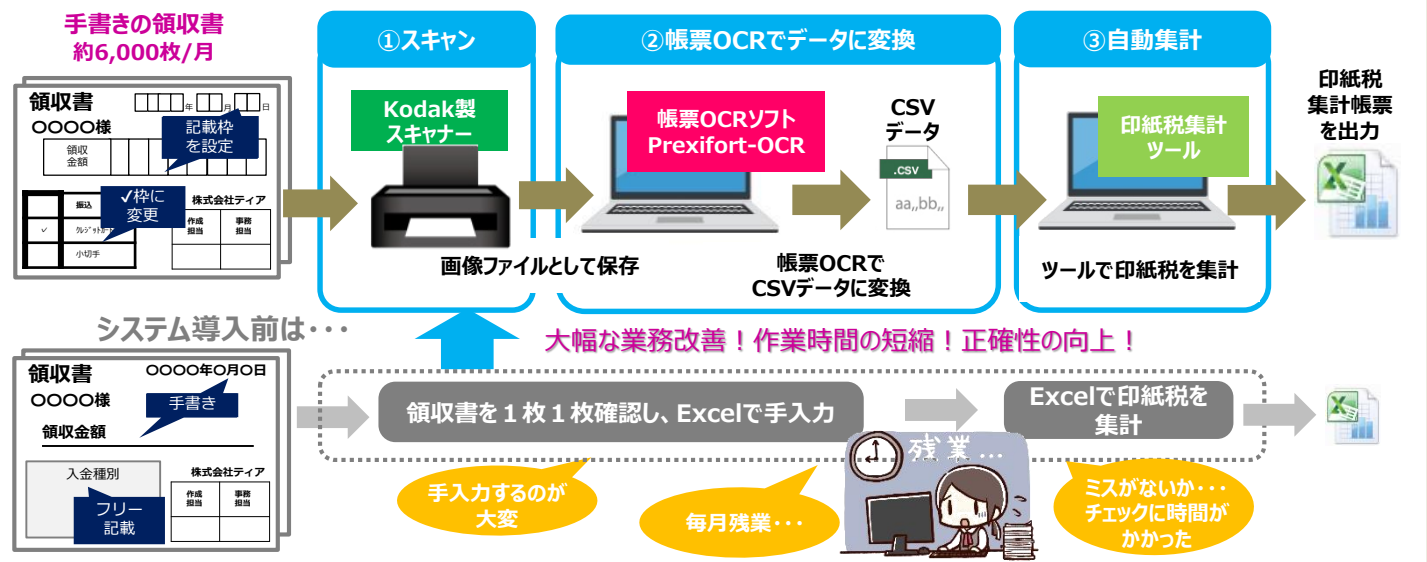 手書きの領収書
約6,000枚/月
①スキャン
②帳票OCRでデータに変換
③自動集計
領収書
年
月
日
〇〇〇〇様
記載枠
を設定
領収
金額
振込
✓枠に
変更
株式会社ティア
✓
クレジットカード
小切手
作成
担当
事務
担当
Kodak製
スキャナー
画像ファイルとして保存
帳票OCRソフト
Prexifort-OCR
CSV
データ
.CSV
aa,,bb,,
帳票OCRで
CSVデータに変換
印紙税集計
ツール
ツールで印紙税を集計
印紙税
集計帳票
を出力
システム導入前は・・・
大幅な業務改善！作業時間の短縮！正確性の向上！
領収書
〇〇〇〇年〇月〇日
〇〇〇〇様
手書き
領収金額
入金種別
フリー
記載
株式会社ティア
作成
担当
事務
担当
領収書を１枚１枚確認し、Excelで手入力
Excelで印紙税を
集計
手入力するのが
大変
毎月残業・・・
残業…
ミスがないか・・・
チェックに時間が
かかった